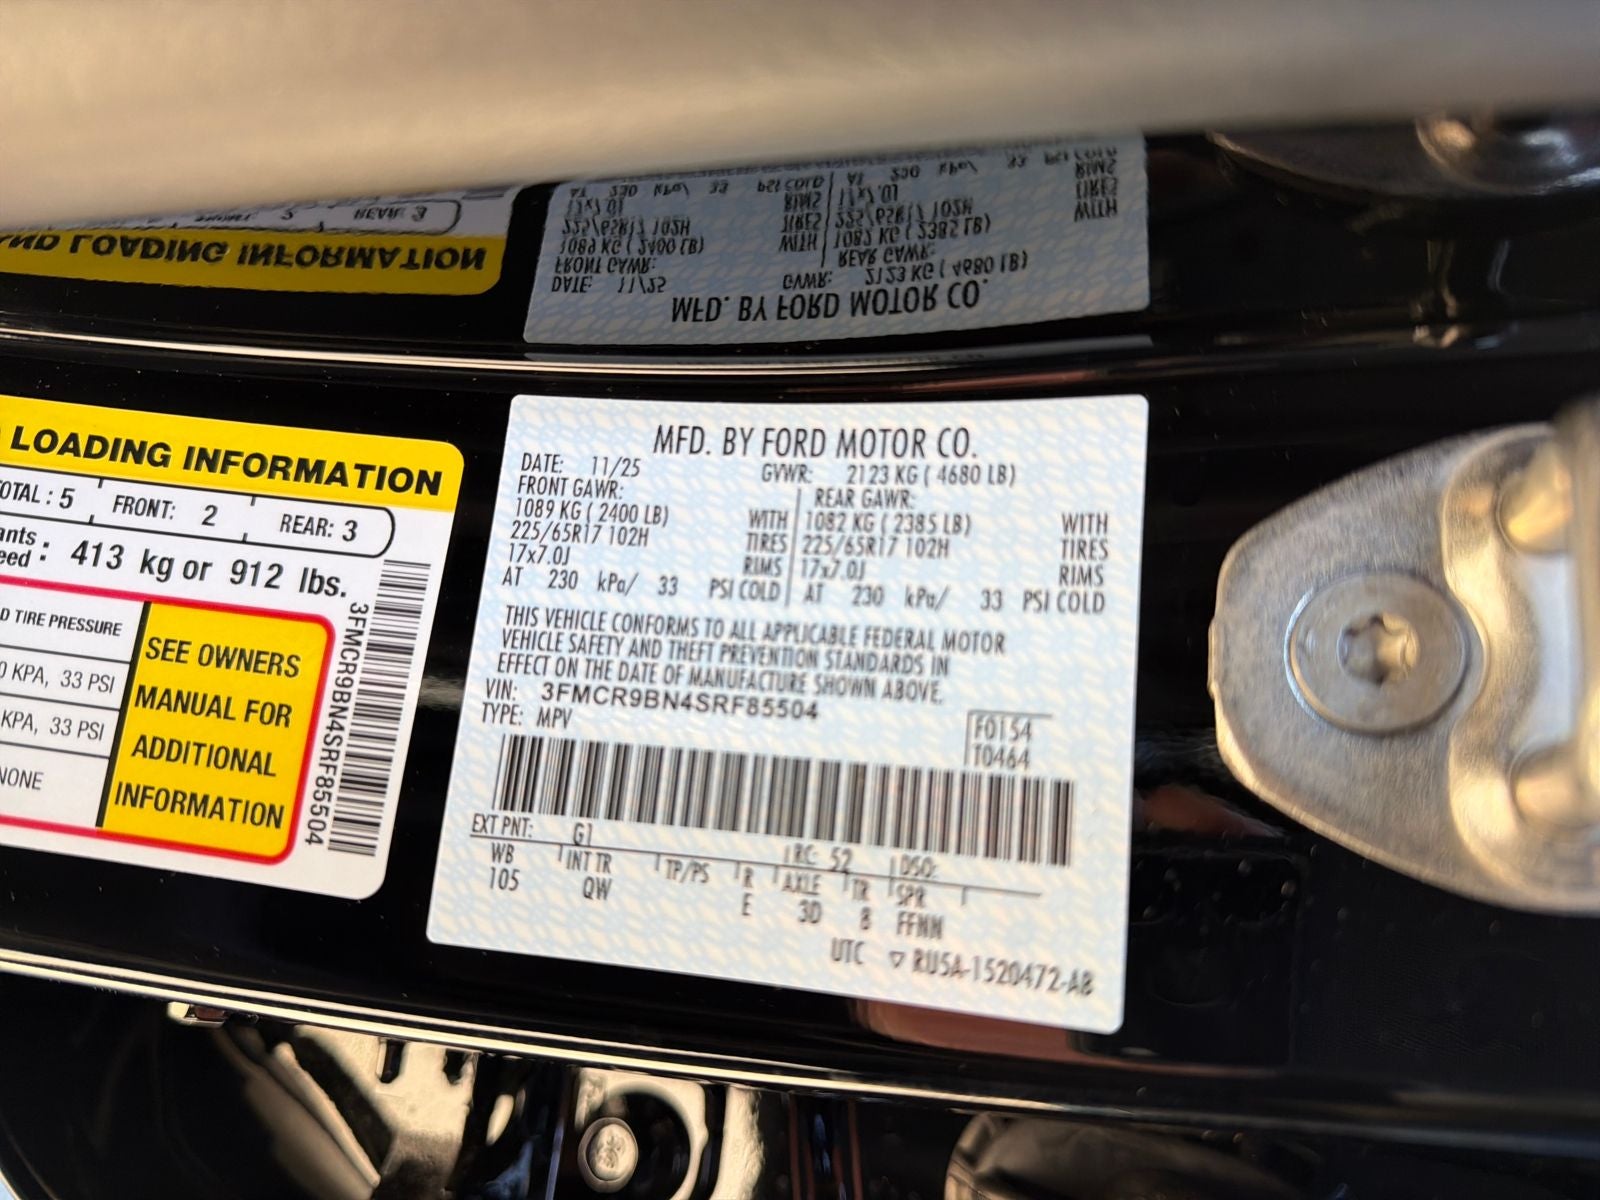 LOADING INFORMATION
TOTAL : 5 FRONT: 2 REAR: 3
413 kg or 912 lbs.
TIRE PRESSURE
KPA, 33 PSI
KPA, 33 PSI
NONE
SEE OWNERS
MANUAL FOR
ADDITIONAL
INFORMATION
3FMCR9BN4SRF85504
MFD. BY FORD MOTOR CO.
DATE: 11/25 GVWR: 2123 KG ( 4680 LB)
FRONT GAWR: REAR GAWR:
1089 KG ( 2400 LB) WITH 1082 KG ( 2385 LB) WITH
225/65R17 102H TIRES 225/65R17 102H TIRES
17x7.0J RIMS 17x7.0J RIMS
AT 230 kPa/ 33 PSI COLD AT 230 kPa/ 33 PSI COLD
THIS VEHICLE CONFORMS TO ALL APPLICABLE FEDERAL MOTOR
VEHICLE SAFETY AND THEFT PREVENTION STANDARDS IN
EFFECT ON THE DATE OF MANUFACTURE SHOWN ABOVE.
VIN: 3FMCR9BN4SRF85504
TYPE: MPV
F0154
T0464
EXT PNT: G1 RC: 52 DSO:
WB INT TR TP/PS R AXLE TR SPR
105 QW E 3D 8 FFNN
UTC ▽ RU5A-1520472-AB